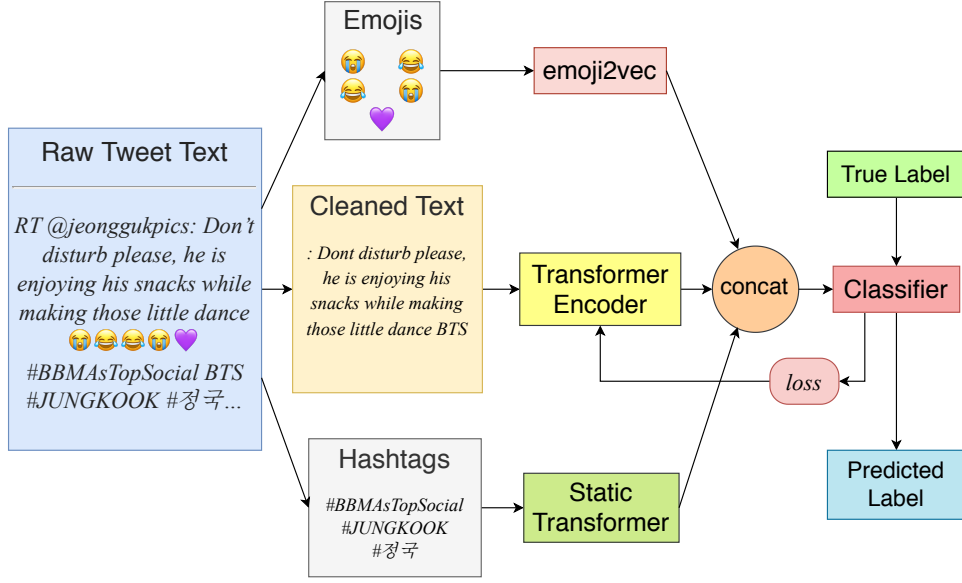 Raw Tweet Text
RT @jeonggukpics: Don't
disturb please, he is
enjoying his snacks while
making those little dance
😭😂😂😭💜
#BBMAsTopSocial BTS
#JUNGKOOK #정국...
Emojis
😭 😂
😂 😭
💜
emoji2vec
Cleaned Text
: Dont disturb please,
he is enjoying his
snacks while making
those little dance BTS
Transformer
Encoder
Hashtags
#BBMAsTopSocial
#JUNGKOOK
#정국
Static
Transformer
concat
True Label
Classifier
loss
Predicted
Label